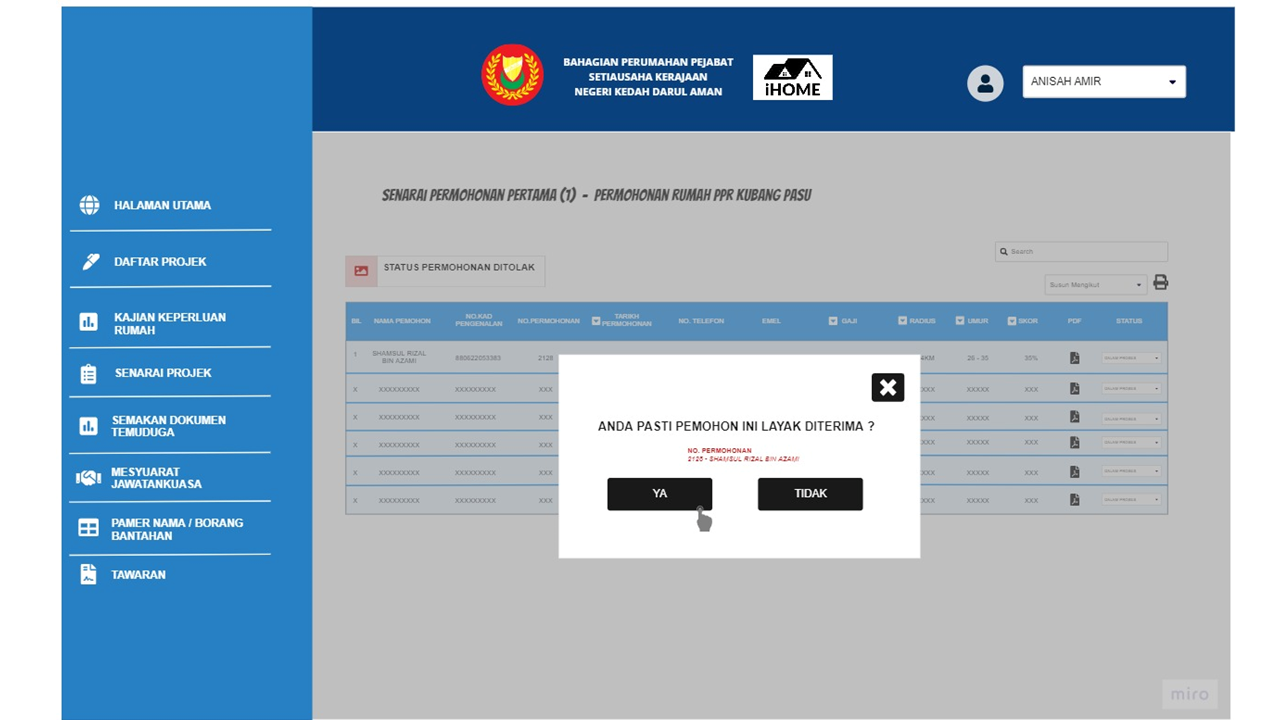 BAHAGIAN PERUMAHAN PEJABAT
SETIAUSAHA KERAJAAN
NEGERI KEDAH DARUL AMAN
iHOME
ANISAH AMIR
HALAMAN UTAMA
DAFTAR PROJEK
KAJIAN KEPERLUAN
RUMAH
SENARAI PROJEK
SEMAKAN DOKUMEN
TEMUDUGA
MESYUARAT
JAWATANKUASA
PAMER NAMA / BORANG
BANTAHAN
TAWARAN
SENARAI PERMOHONAN PERTAMA (1) - PERMOHONAN RUMAH PPR KUBANG PASU
Search
STATUS PERMOHONAN DITOLAK
Susun Mengikut
BIL NAMA PEMOHON NO.KAD PENGENALAN NO.PERMOHONAN TARIKH PERMOHONAN NO. TELEFON EMEL GAJI RADIUS UMUR SKOR PDF STATUS
1 SHAMSUL RIZAL BIN AZAMI 880622053383 2128 KM 26 - 35 35%
X XXXXXXXXX XXXXXXXXX XXX XXX XXXXX XXX
X XXXXXXXXX XXXXXXXXX XXX XXX XXXXX XXX
X XXXXXXXXX XXXXXXXXX XXX XXX XXXXX XXX
X XXXXXXXXX XXXXXXXXX XXX XXX XXXXX XXX
X XXXXXXXXX XXXXXXXXX XXX XXX XXXXX XXX
ANDA PASTI PEMOHON INI LAYAK DITERIMA ?
NO. PERMOHONAN
- SHAMSUL RIZAL BIN AZAMI
YA
TIDAK
miro